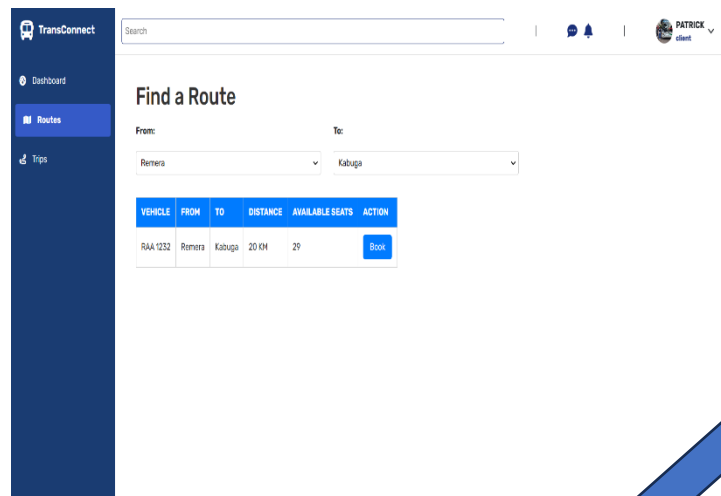 TransConnect
Search
PATRICK
client
Dashboard
Routes
Trips
Find a Route
From: To:
Remera Kabuga
VEHICLE FROM TO DISTANCE AVAILABLE SEATS ACTION
RAA 1232 Remera Kabuga 20 KM 29 Book